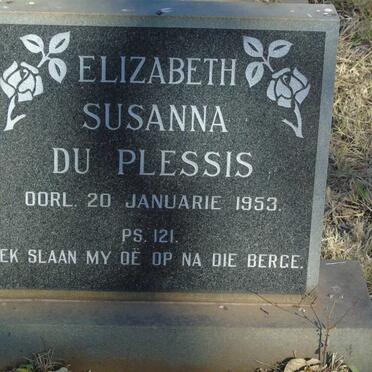 ELIZABETH
SUSANNA
DU PLESSIS
OORL. 20 JANUARIE 1953.
PS. 121.
EK SLAAN MY OË OP NA DIE BERGE.